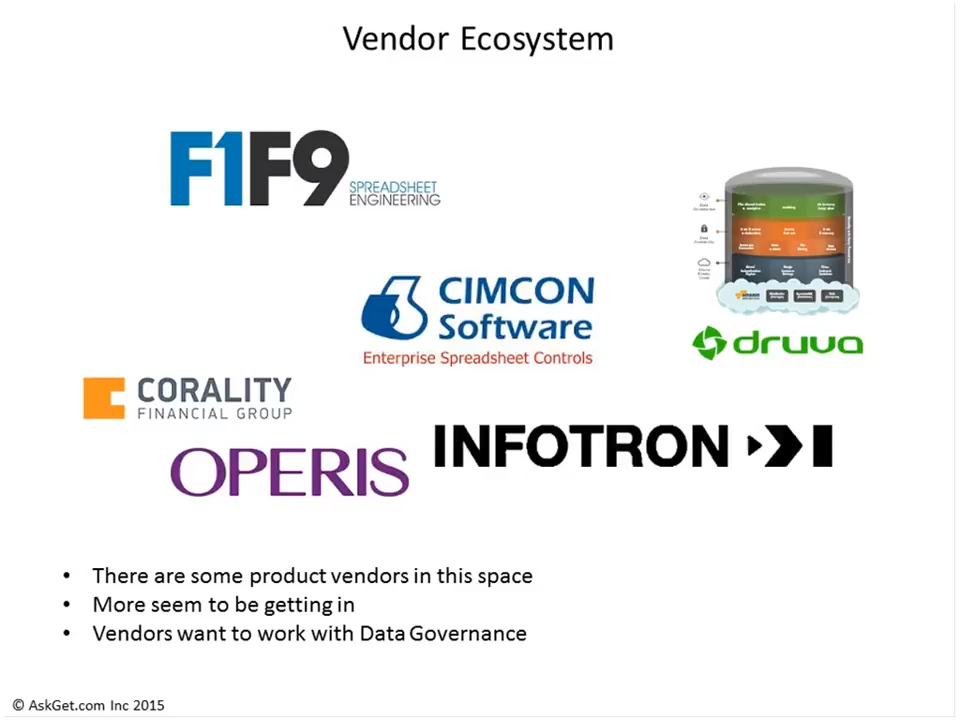 Vendor Ecosystem
F1F9
SPREADSHEET
ENGINEERING
CIMCON
Software
Enterprise Spreadsheet Controls
druva
CORALITY
FINANCIAL GROUP
OPERIS
INFOTRON
• There are some product vendors in this space
• More seem to be getting in
• Vendors want to work with Data Governance
© AskGet.com Inc 2015